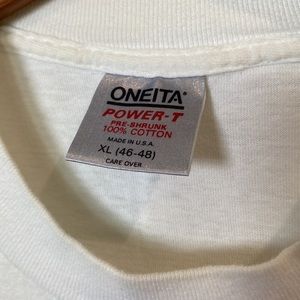 ONEITA®
POWER-T
PRE-SHRUNK
100% COTTON
MADE IN U.S.A.
XL (46-48)
CARE OVER